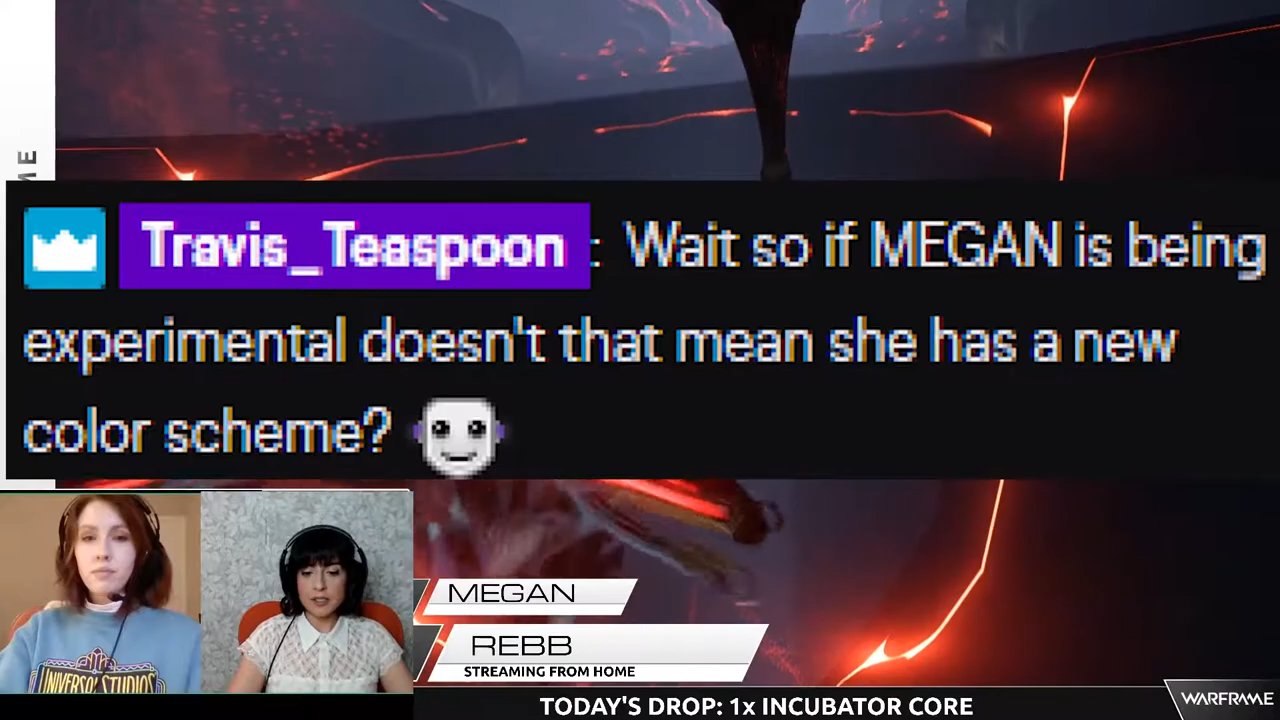 ME
Travis_Teaspoon: Wait so if MEGAN is being
experimental doesn't that mean she has a new
color scheme?
UNIVERSAL STUDIOS
MEGAN
REBB
STREAMING FROM HOME
TODAY'S DROP: 1x INCUBATOR CORE
WARFRAME